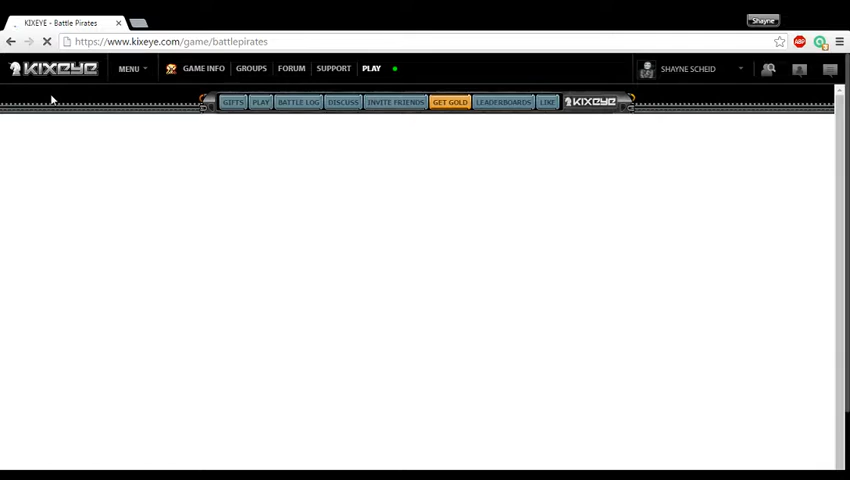 KIXEYE - Battle Pirates
Shayne
https://www.kixeye.com/game/battlepirates
ABP
KIXEYE
MENU
GAME INFO
GROUPS
FORUM
SUPPORT
PLAY
SHAYNE SCHEID
GIFTS
PLAY
BATTLE LOG
DISCUSS
INVITE FRIENDS
GET GOLD
LEADERBOARDS
LIKE
KIXEYE